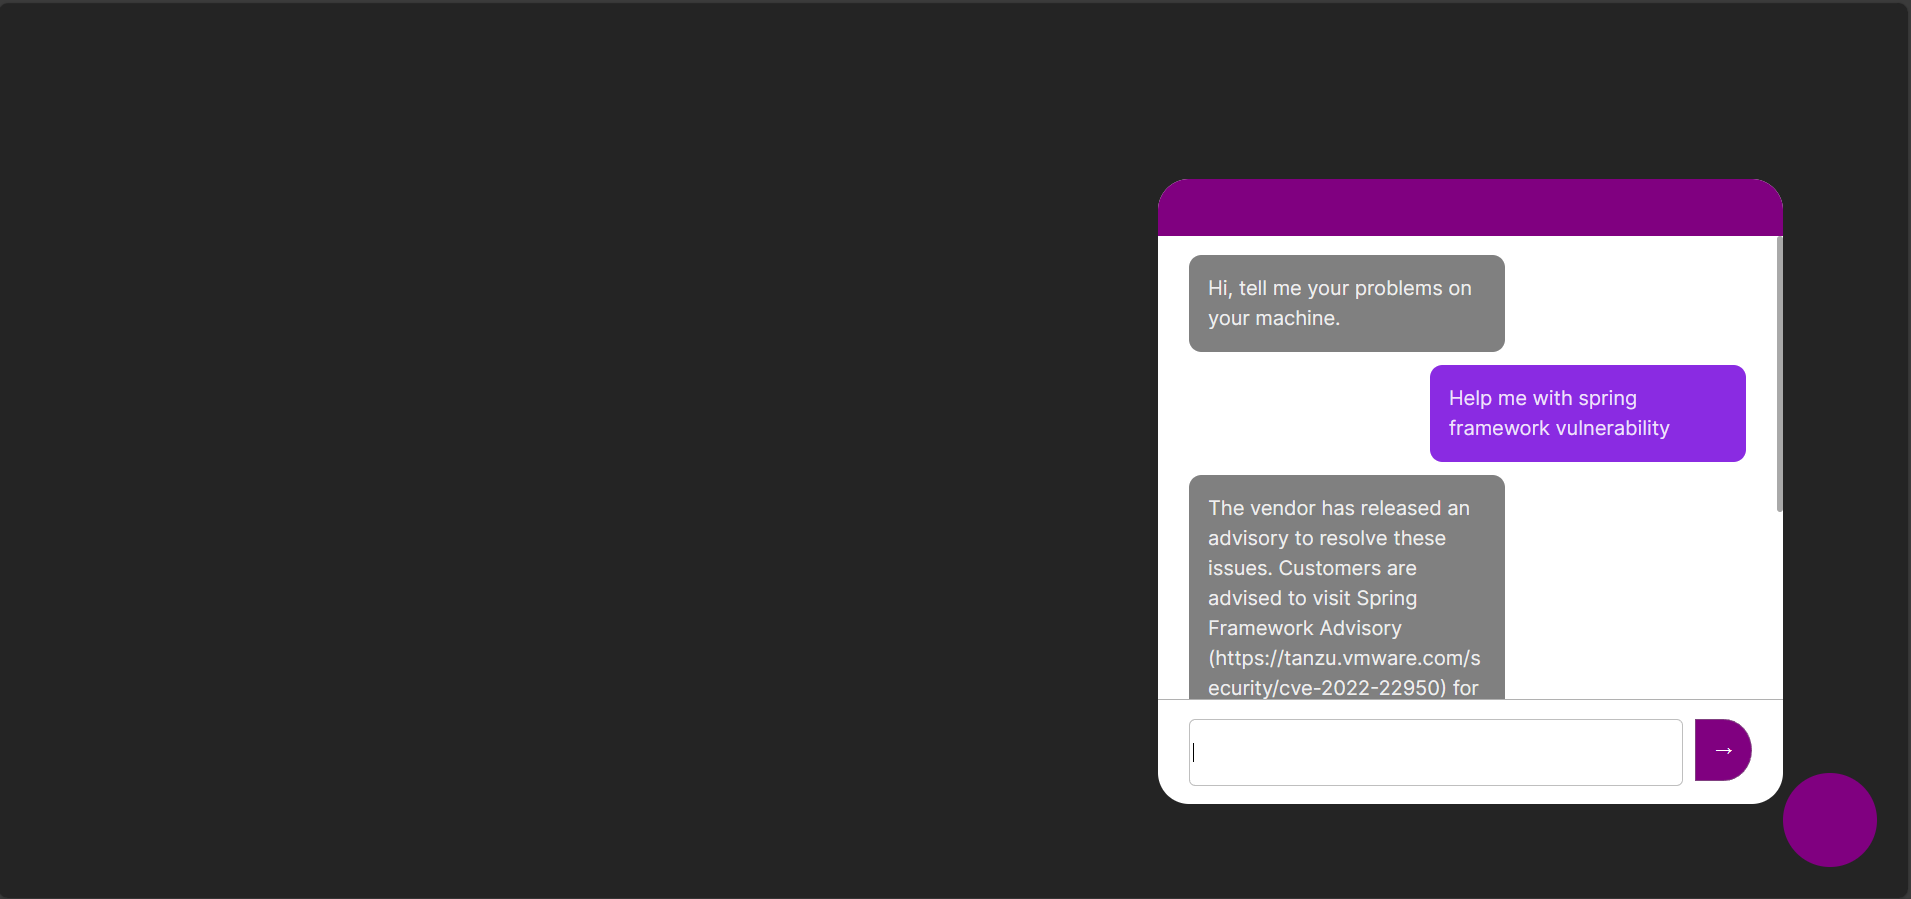 Hi, tell me your problems on
your machine.
Help me with spring
framework vulnerability
The vendor has released an
advisory to resolve these
issues. Customers are
advised to visit Spring
Framework Advisory
(https://tanzu.vmware.com/s
ecurity/cve-2022-22950) for
→